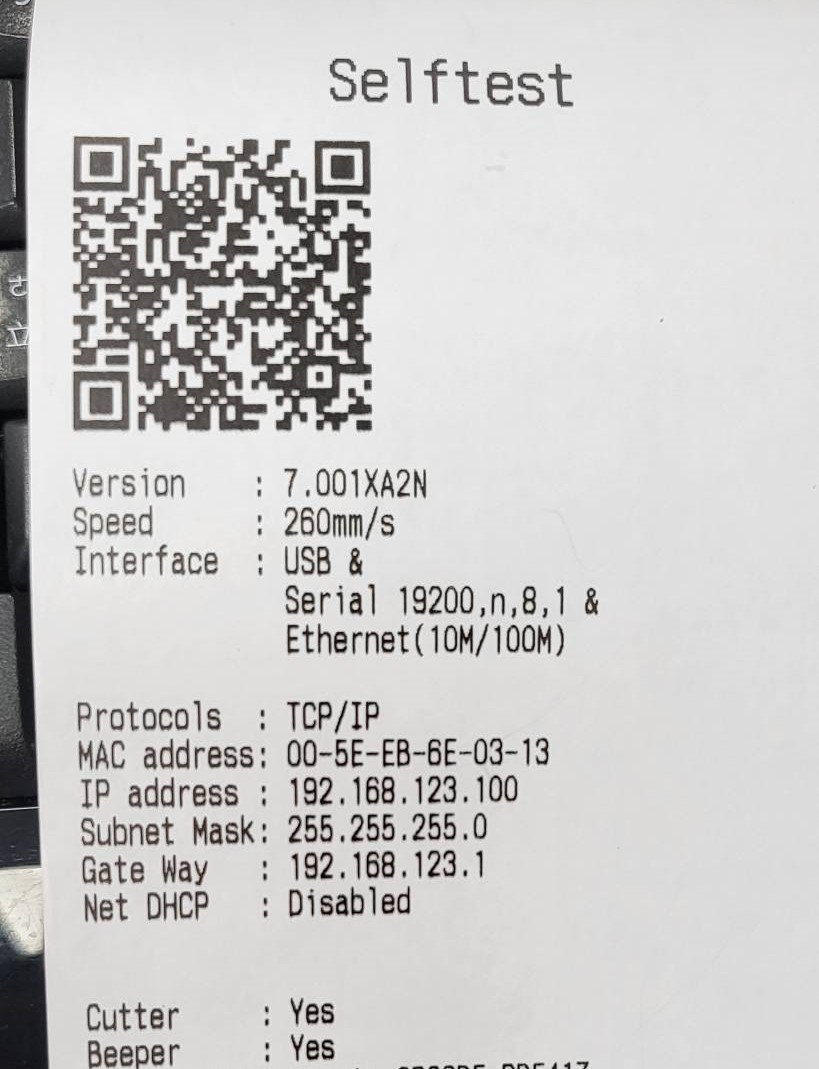 Selftest
Version : 7.001XA2N
Speed : 260mm/s
Interface : USB &
Serial 19200,n,8,1 &
Ethernet(10M/100M)
Protocols : TCP/IP
MAC address: 00-5E-EB-6E-03-13
IP address : 192.168.123.100
Subnet Mask: 255.255.255.0
Gate Way : 192.168.123.1
Net DHCP : Disabled
Cutter : Yes
Beeper : Yes
さ
立